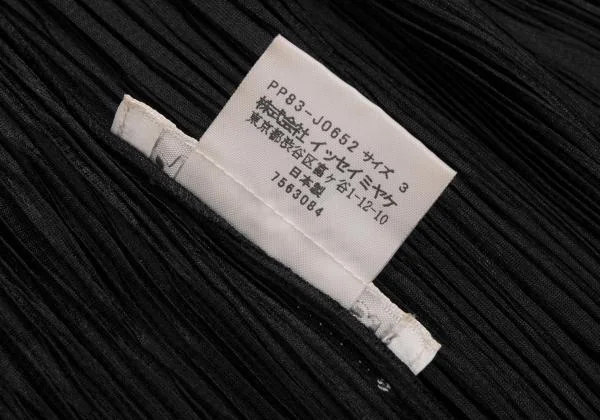 PP83-J0652 サイズ 3
株式会社 イッセイミヤケ
東京都渋谷区富ケ谷1-12-10
日本製
7563084